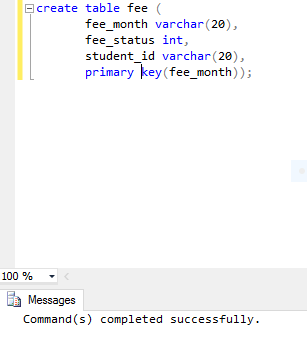 create table fee (
fee_month varchar(20),
fee_status int,
student_id varchar(20),
primary key(fee_month));
100 %
Messages
Command(s) completed successfully.